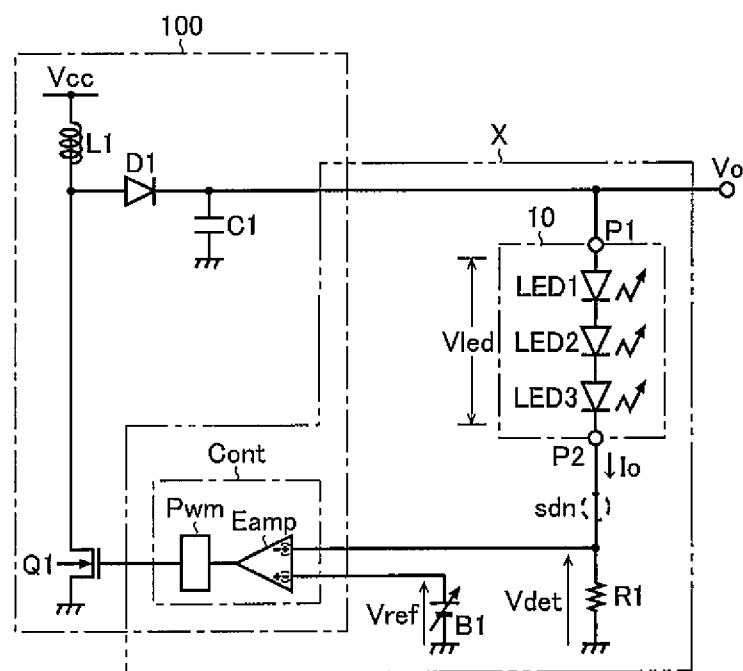 100
Vcc
L1
D1
C1
X
Vo
10
P1
LED1
LED2
LED3
Vled
P2
Io
sdn
Cont
Pwm
Eamp
-
+
Q1
Vref
B1
Vdet
R1